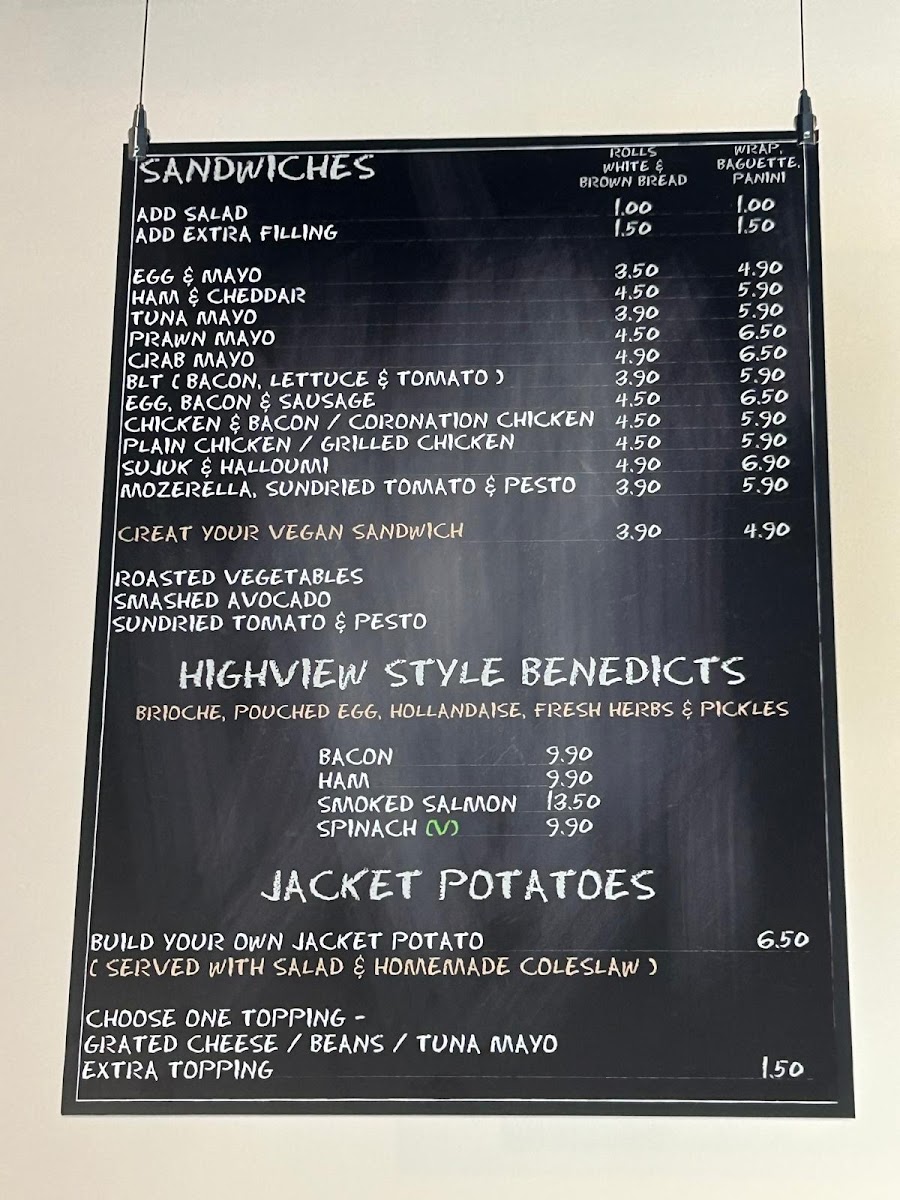 SANDWICHES
ROLLS WHITE & BROWN BREAD
WRAP, BAGUETTE, PANINI
ADD SALAD 1.00 1.00
ADD EXTRA FILLING 1.50 1.50
EGG & MAYO 3.50 4.90
HAM & CHEDDAR 4.50 5.90
TUNA MAYO 3.90 5.90
PRAWN MAYO 4.50 6.50
CRAB MAYO 4.90 6.50
BLT ( BACON, LETTUCE & TOMATO ) 3.90 5.90
EGG, BACON & SAUSAGE 4.50 6.50
CHICKEN & BACON / CORONATION CHICKEN 4.50 5.90
PLAIN CHICKEN / GRILLED CHICKEN 4.50 5.90
SUJUK & HALLOUMI 4.90 6.90
MOZERELLA, SUNDRIED TOMATO & PESTO 3.90 5.90
CREAT YOUR VEGAN SANDWICH 3.90 4.90
ROASTED VEGETABLES
SMASHED AVOCADO
SUNDRIED TOMATO & PESTO
HIGHVIEW STYLE BENEDICTS
BRIOCHE, POUCHED EGG, HOLLANDAISE, FRESH HERBS & PICKLES
BACON 9.90
HAM 9.90
SMOKED SALMON 13.50
SPINACH (V) 9.90
JACKET POTATOES
BUILD YOUR OWN JACKET POTATO 6.50
( SERVED WITH SALAD & HOMEMADE COLESLAW )
CHOOSE ONE TOPPING -
GRATED CHEESE / BEANS / TUNA MAYO
EXTRA TOPPING 1.50